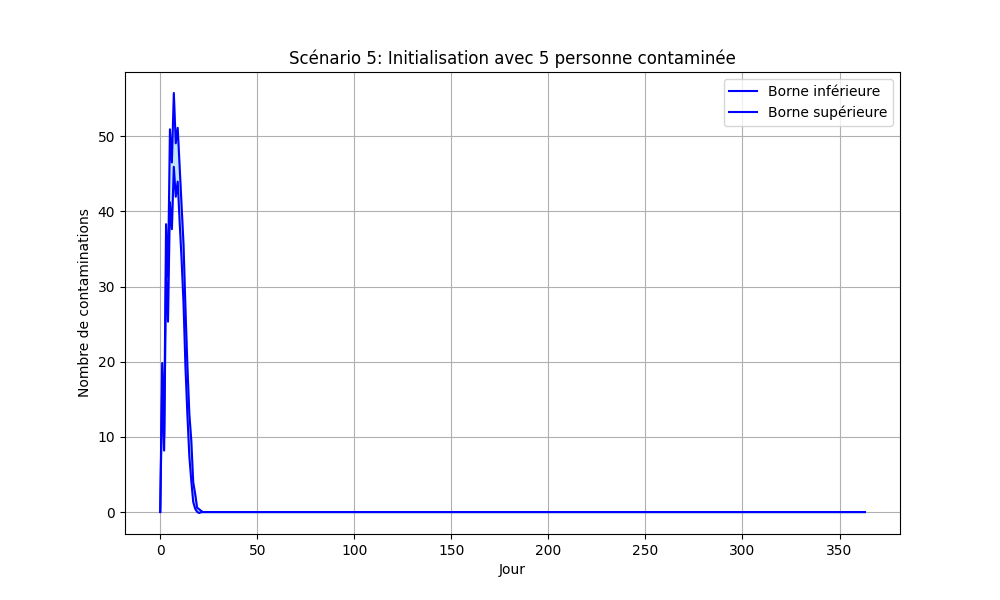 Scénario 5: Initialisation avec 5 personne contaminée
Borne inférieure
Borne supérieure
Nombre de contaminations
50
40
30
20
10
0
0 50 100 150 200 250 300 350
Jour